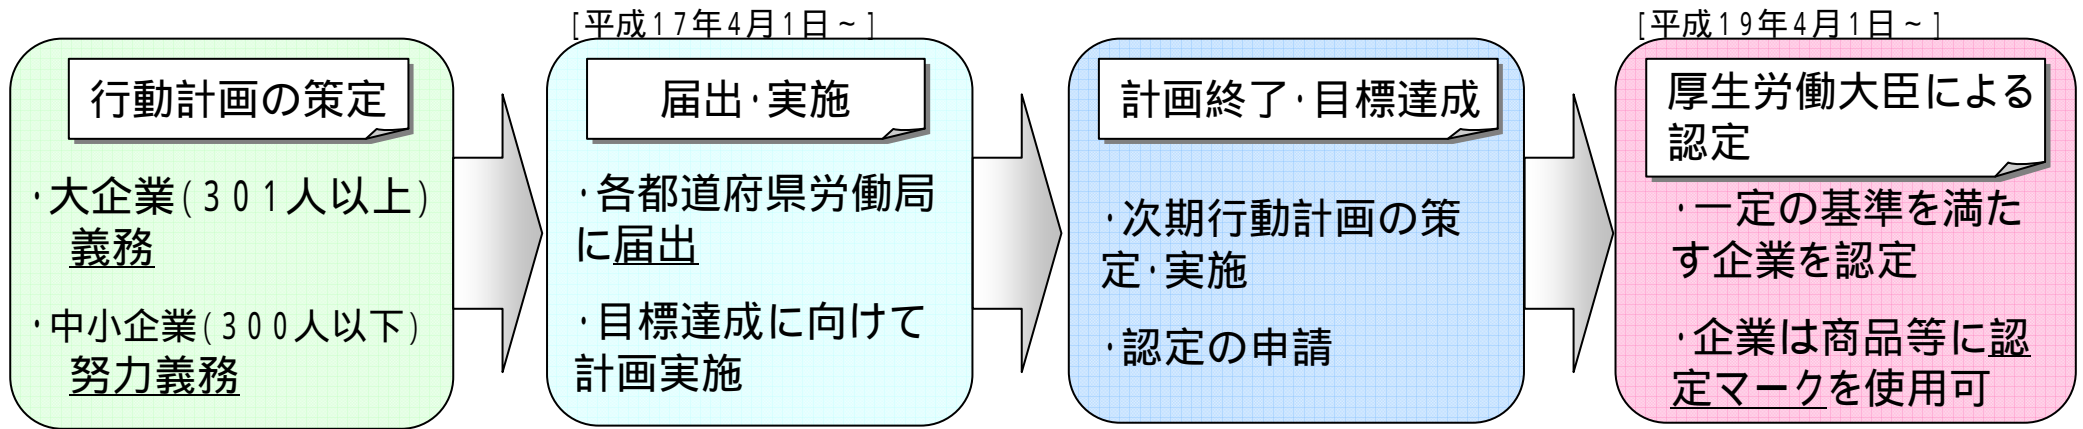 [平成17年4月1日~]
[平成19年4月1日~]
行動計画の策定
・大企業(301人以上)
義務
・中小企業(300人以下)
努力義務
届出・実施
・各都道府県労働局
に届出
・目標達成に向けて
計画実施
計画終了・目標達成
・次期行動計画の策
定・実施
・認定の申請
厚生労働大臣による
認定
・一定の基準を満た
す企業を認定
・企業は商品等に認
定マークを使用可